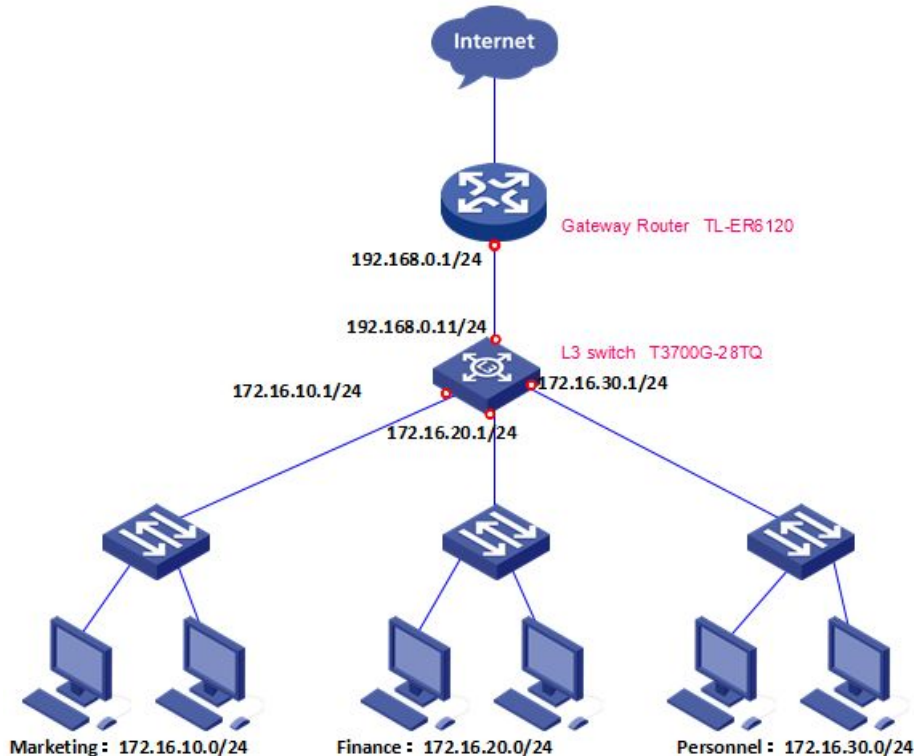 Internet
Gateway Router TL-ER6120
192.168.0.1/24
192.168.0.11/24
L3 switch T3700G-28TQ
L3
172.16.10.1/24
172.16.30.1/24
172.16.20.1/24
Marketing：172.16.10.0/24
Finance：172.16.20.0/24
Personnel：172.16.30.0/24